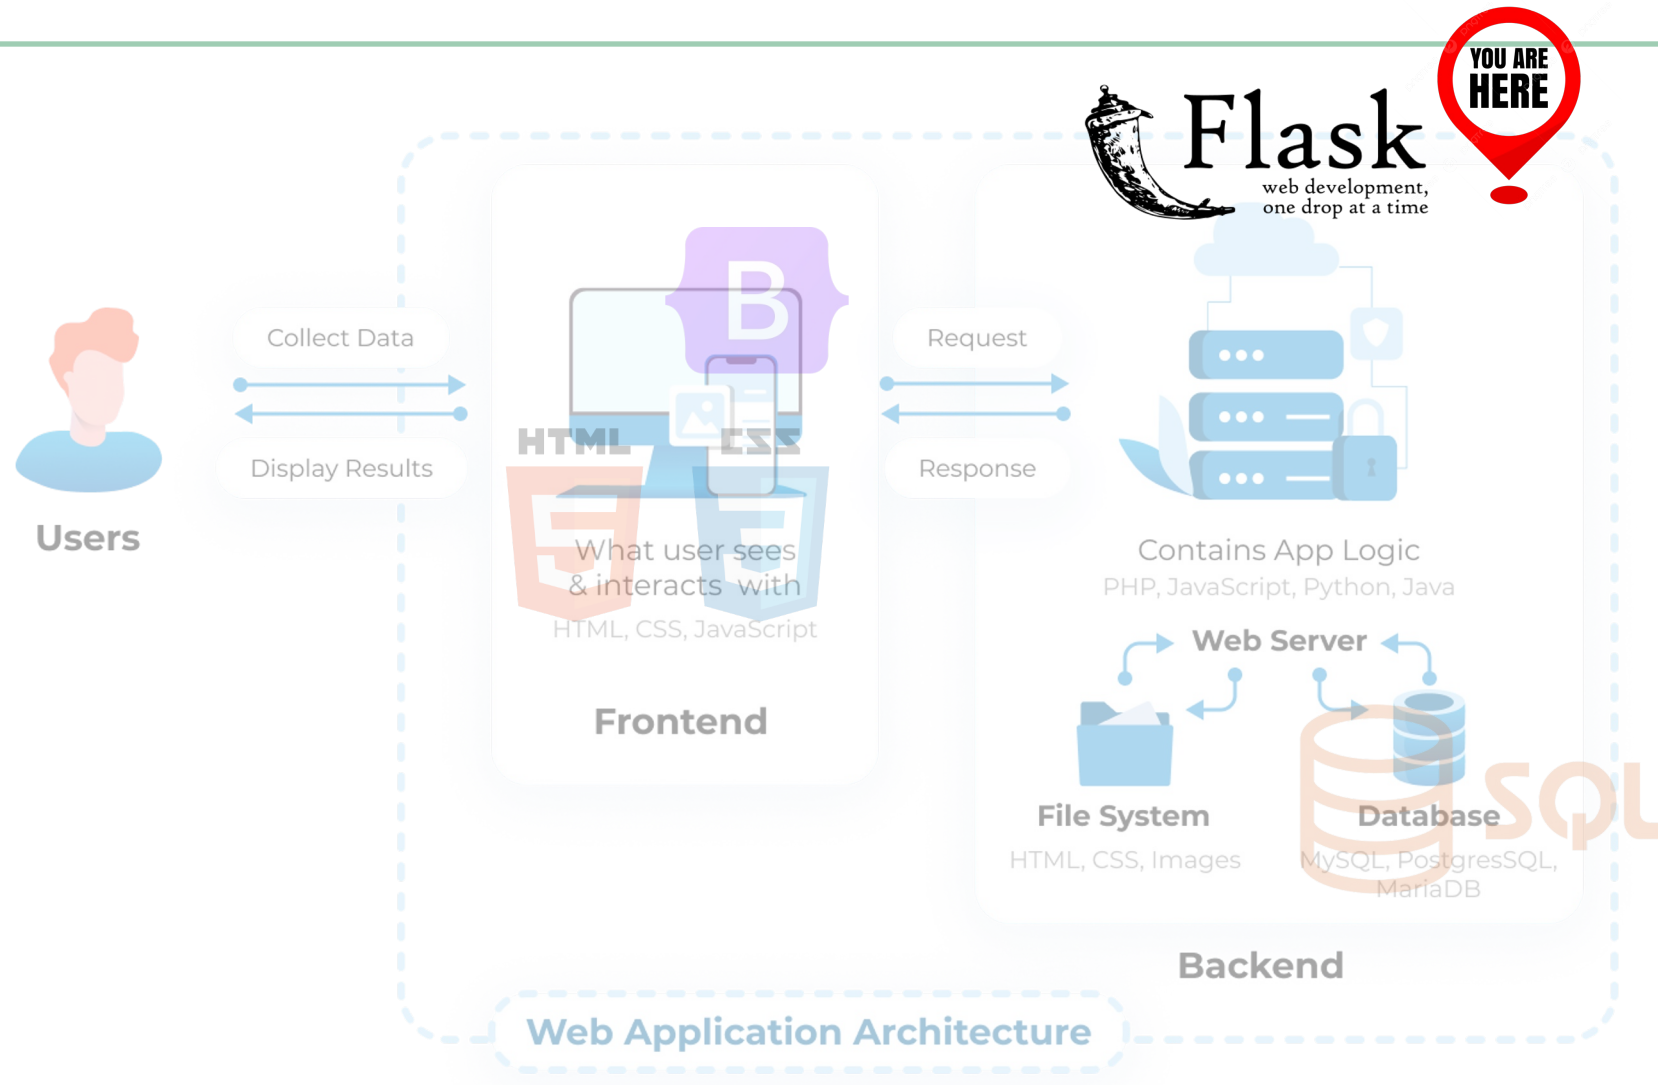 YOU ARE
HERE
Flask
web development,
one drop at a time
Collect Data
Display Results
Users
B
HTML
CSS
5
3
What user sees
& interacts with
HTML, CSS, JavaScript
Frontend
Request
Response
Contains App Logic
PHP, JavaScript, Python, Java
Web Server
File System
HTML, CSS, Images
Database
MySQL, PostgresSQL,
MariaDB
SQL
Backend
Web Application Architecture